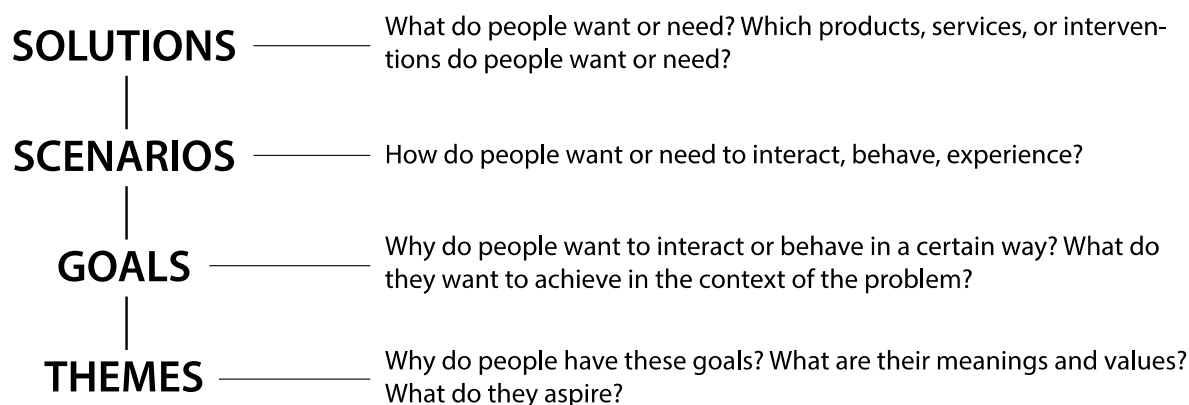 SOLUTIONS
What do people want or need? Which products, services, or interven-
tions do people want or need?
SCENARIOS
How do people want or need to interact, behave, experience?
GOALS
Why do people want to interact or behave in a certain way? What do
they want to achieve in the context of the problem?
THEMES
Why do people have these goals? What are their meanings and values?
What do they aspire?